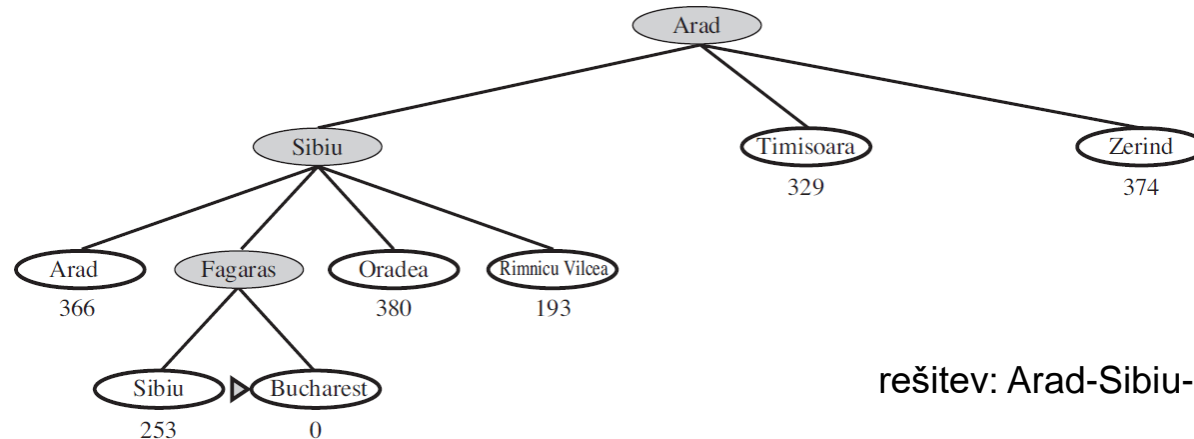 Arad
Sibiu
Timisoara
Zerind
329
374
Arad
Fagaras
Oradea
Rimnicu Vilcea
366
380
193
Sibiu
Bucharest
rešitev: Arad-Sibiu-
253
0